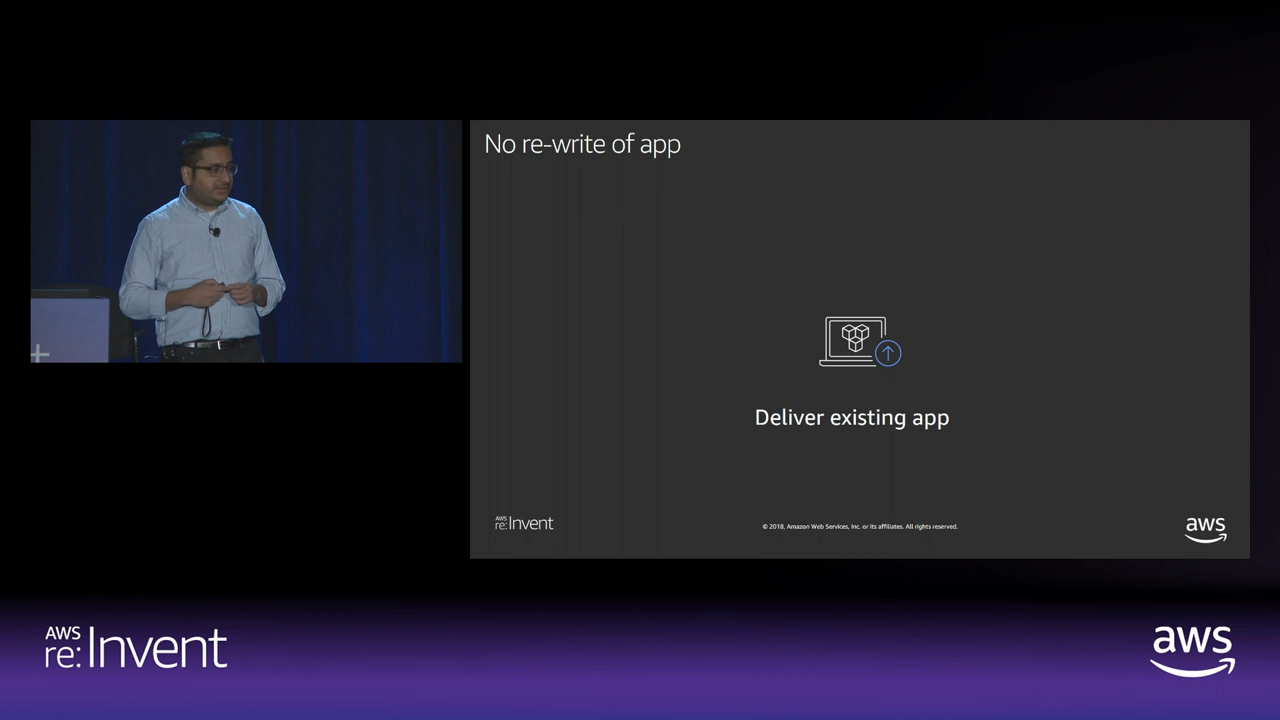 No re-write of app
Deliver existing app
AWS
re:Invent
© 2018, Amazon Web Services, Inc. or its affiliates. All rights reserved.
aws
AWS
re:Invent
aws